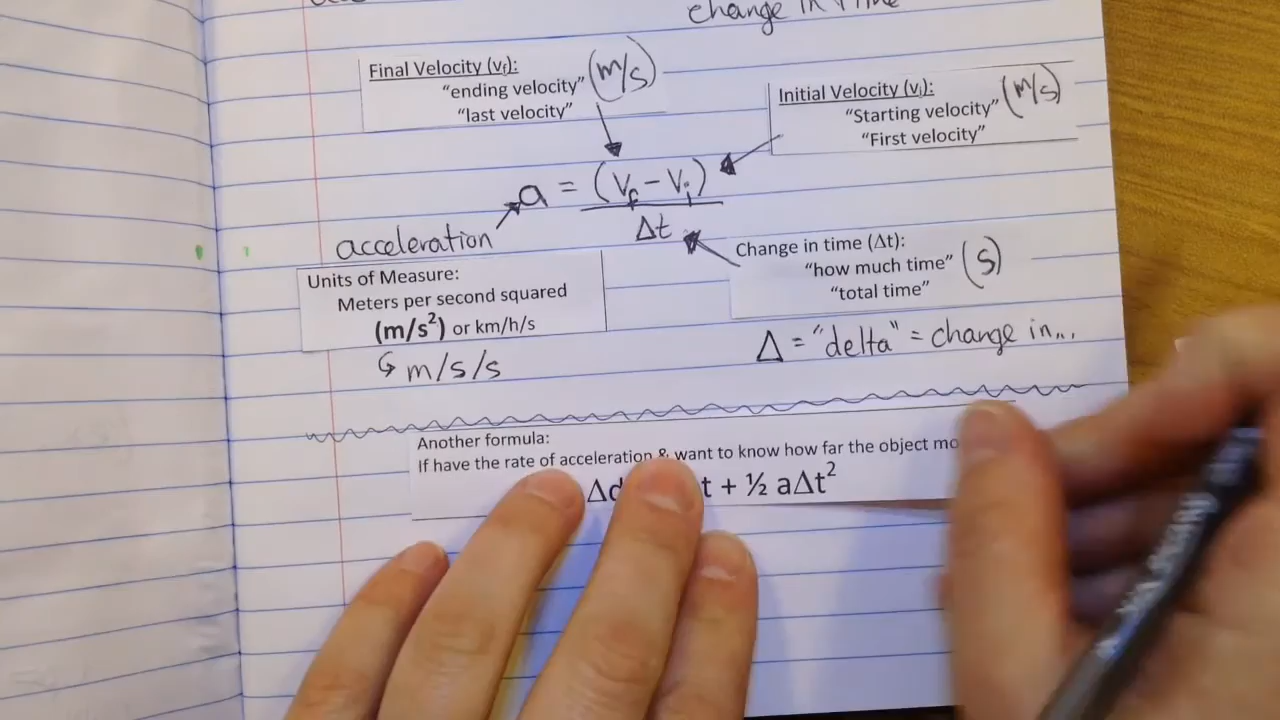 change in time
Final Velocity (vf):
"ending velocity"
"last velocity"
(m/s)
Initial Velocity (vi):
"Starting velocity"
"First velocity"
(m/s)
a = (Vf - Vi)
Δt
acceleration
Change in time (Δt):
"how much time"
"total time"
(s)
Units of Measure:
Meters per second squared
(m/s²) or km/h/s
↳ m/s/s
Δ = "delta" = change in...
Another formula:
If have the rate of acceleration & want to know how far the object
Δd t + ½ aΔt²